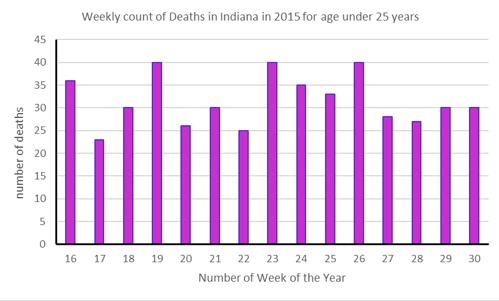 Weekly count of Deaths in Indiana in 2015 for age under 25 years
number of deaths
45
40
35
30
25
20
15
10
5
0
16 17 18 19 20 21 22 23 24 25 26 27 28 29 30
Number of Week of the Year